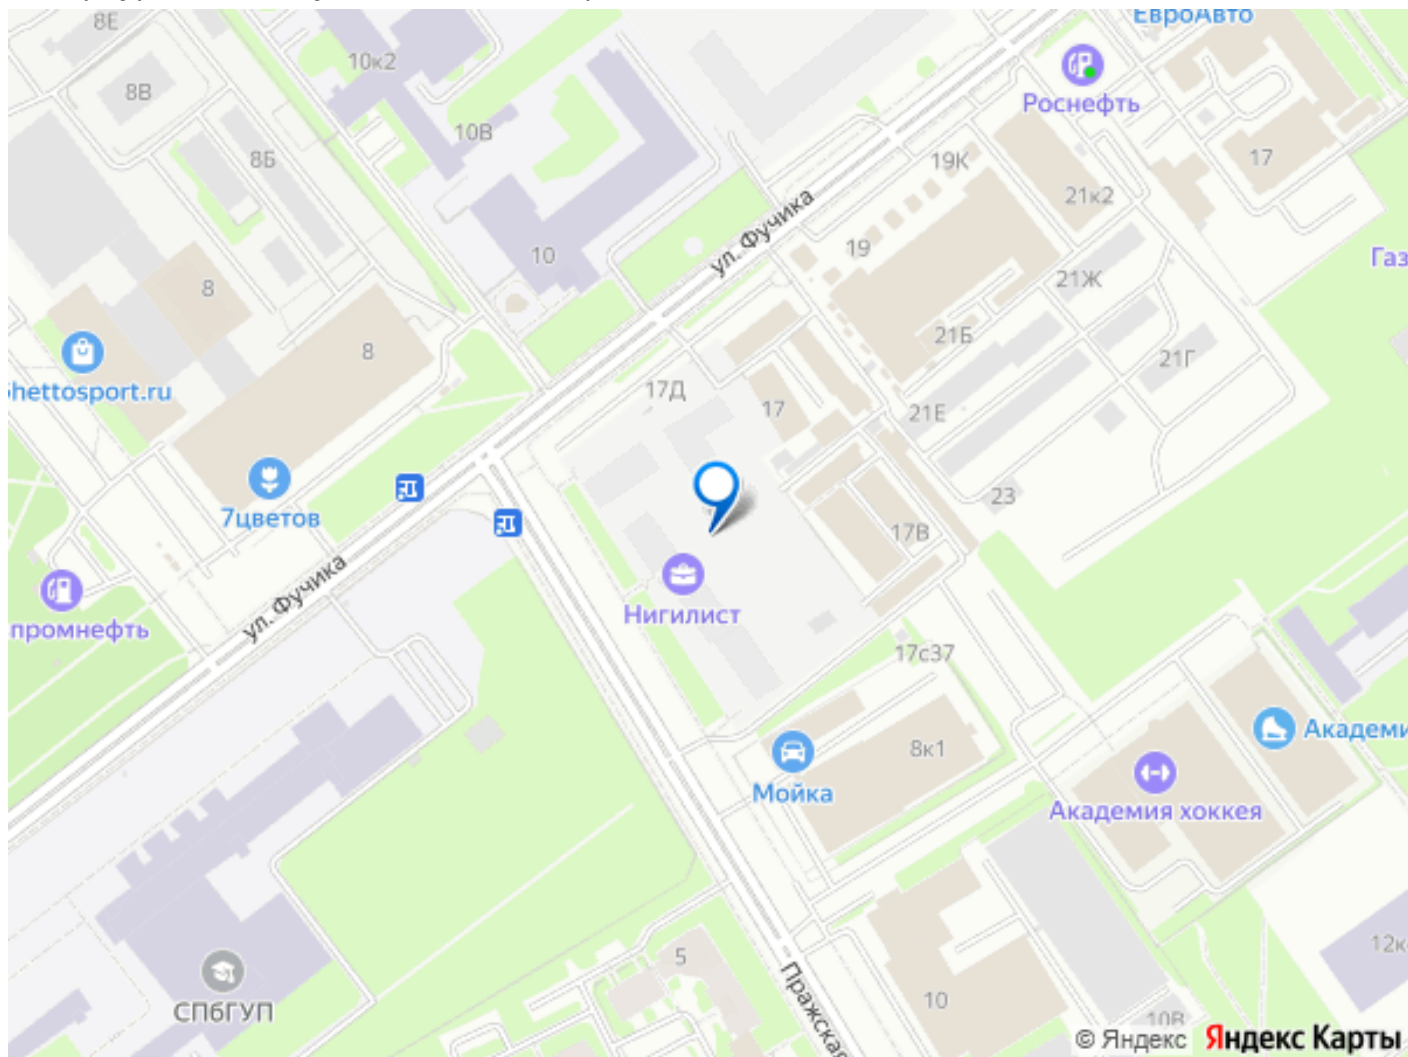 8Е
10к2
ЕвроАвто
8В
Роснефть
10В
8Б
19К
17
21к2
ул. Фучика
10
19
Газ
8
21Ж
8
21Б
21Г
hettosport.ru
17Д
17
21Е
7цветов
23
17В
ул. Фучика
Нигилист
промнефть
17с37
8к1
Академи
Мойка
Академия хоккея
5
12к
СПбГУП
Пражская
10
10В
© Яндекс Яндекс Карты